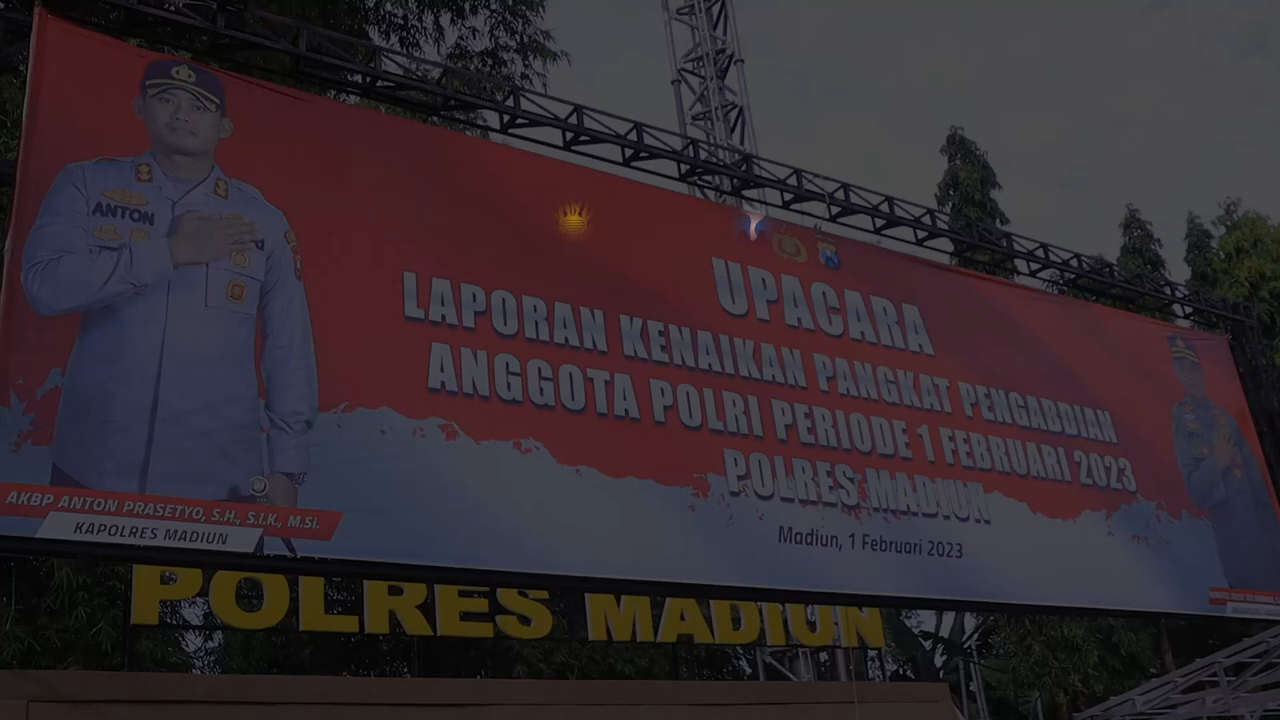 UPACARA
LAPORAN KENAIKAN PANGKAT PENGABDIAN
ANGGOTA POLRI PERIODE 1 FEBRUARI 2023
POLRES MADIUN
Madiun, 1 Februari 2023
ANTON
AKBP ANTON PRASETYO, S.H., S.I.K., M.SI.
KAPOLRES MADIUN
POLRES MADIUN